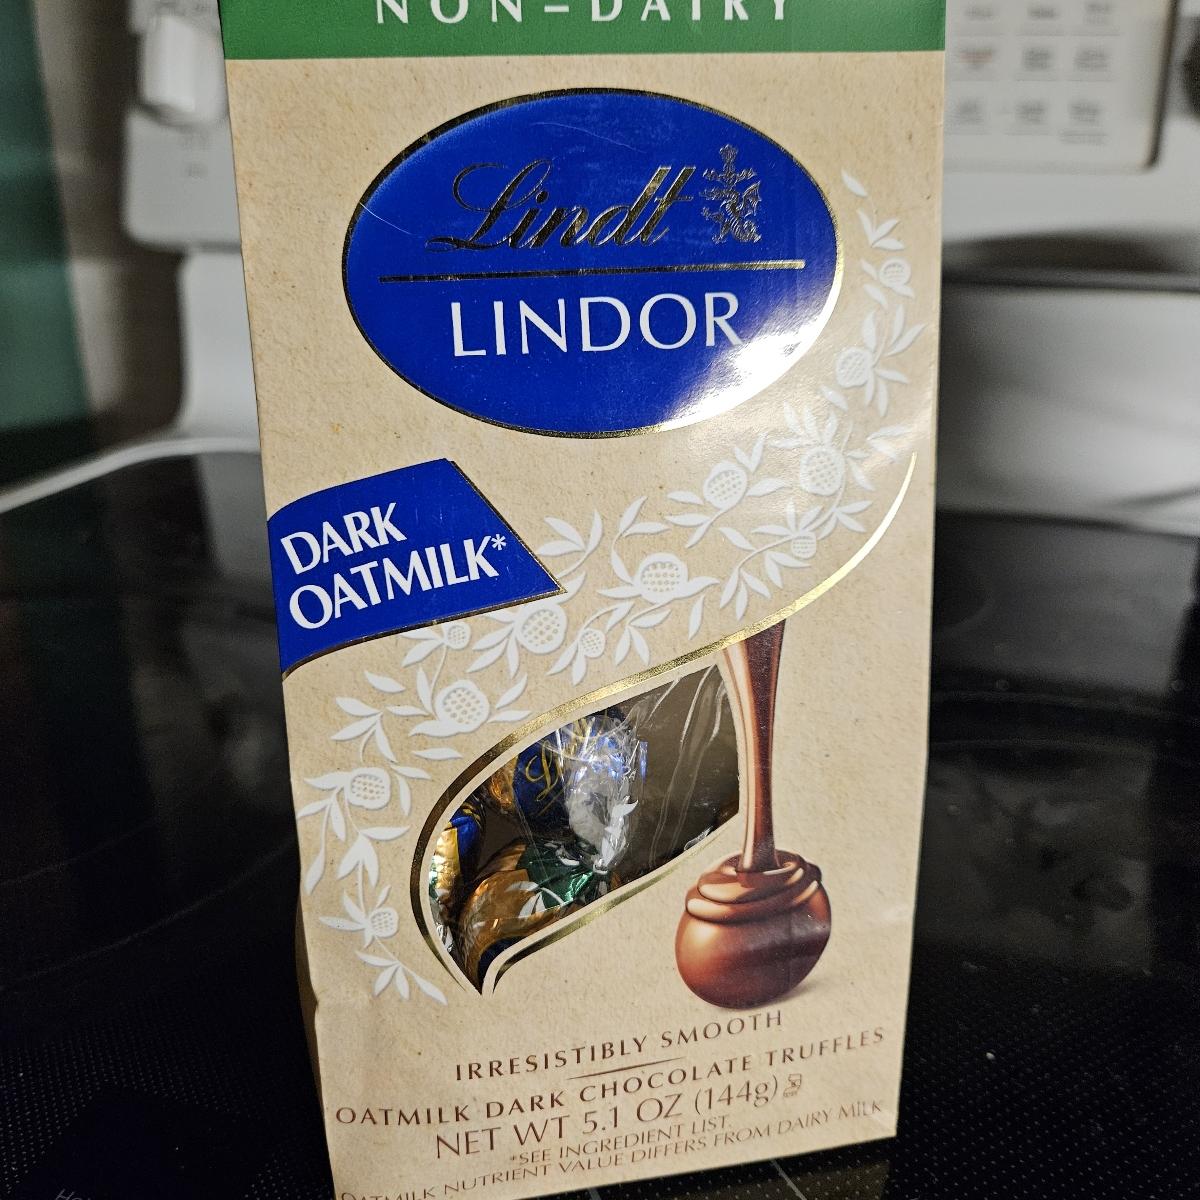 NON-DAIRY
Lindt
LINDOR
DARK
OATMILK*
IRRESISTIBLY SMOOTH
OATMILK DARK CHOCOLATE TRUFFLES
NET WT 5.1 OZ (144g)
*SEE INGREDIENT LIST.
OATMILK NUTRIENT VALUE DIFFERS FROM DAIRY MILK